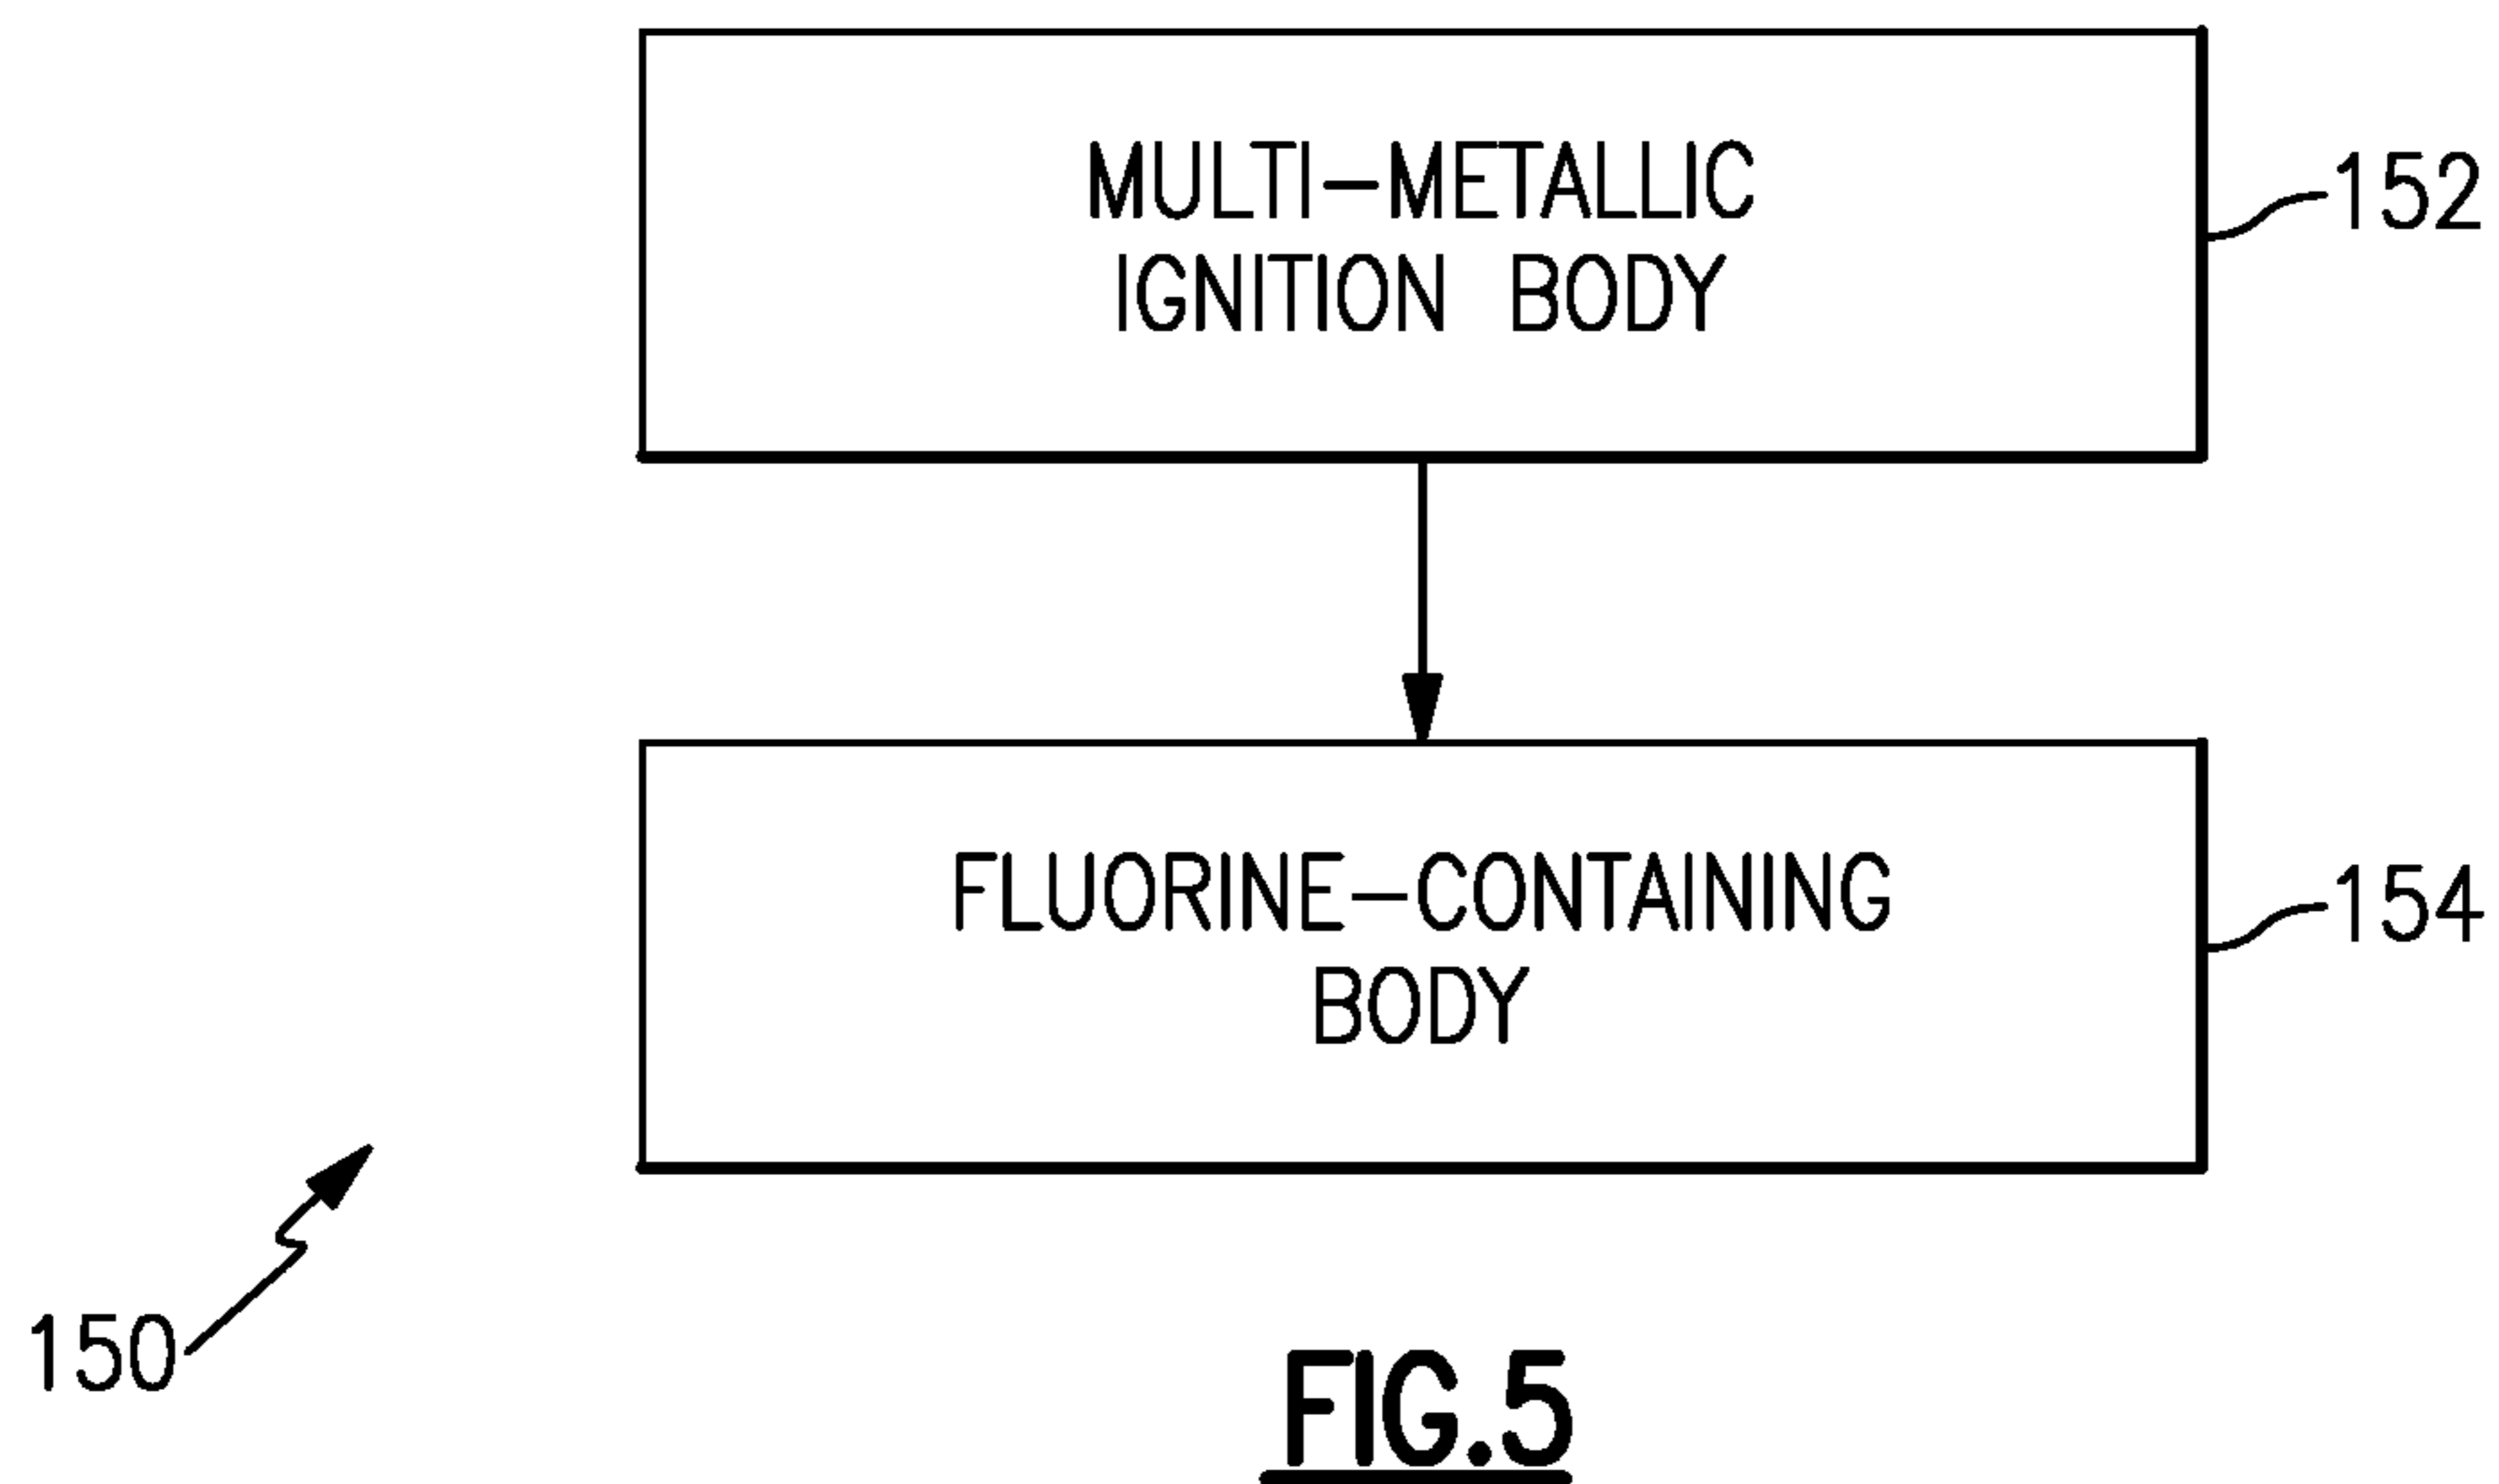 MULTI-METALLIC
IGNITION BODY
152
FLUORINE-CONTAINING
BODY
154
150
FIG.5